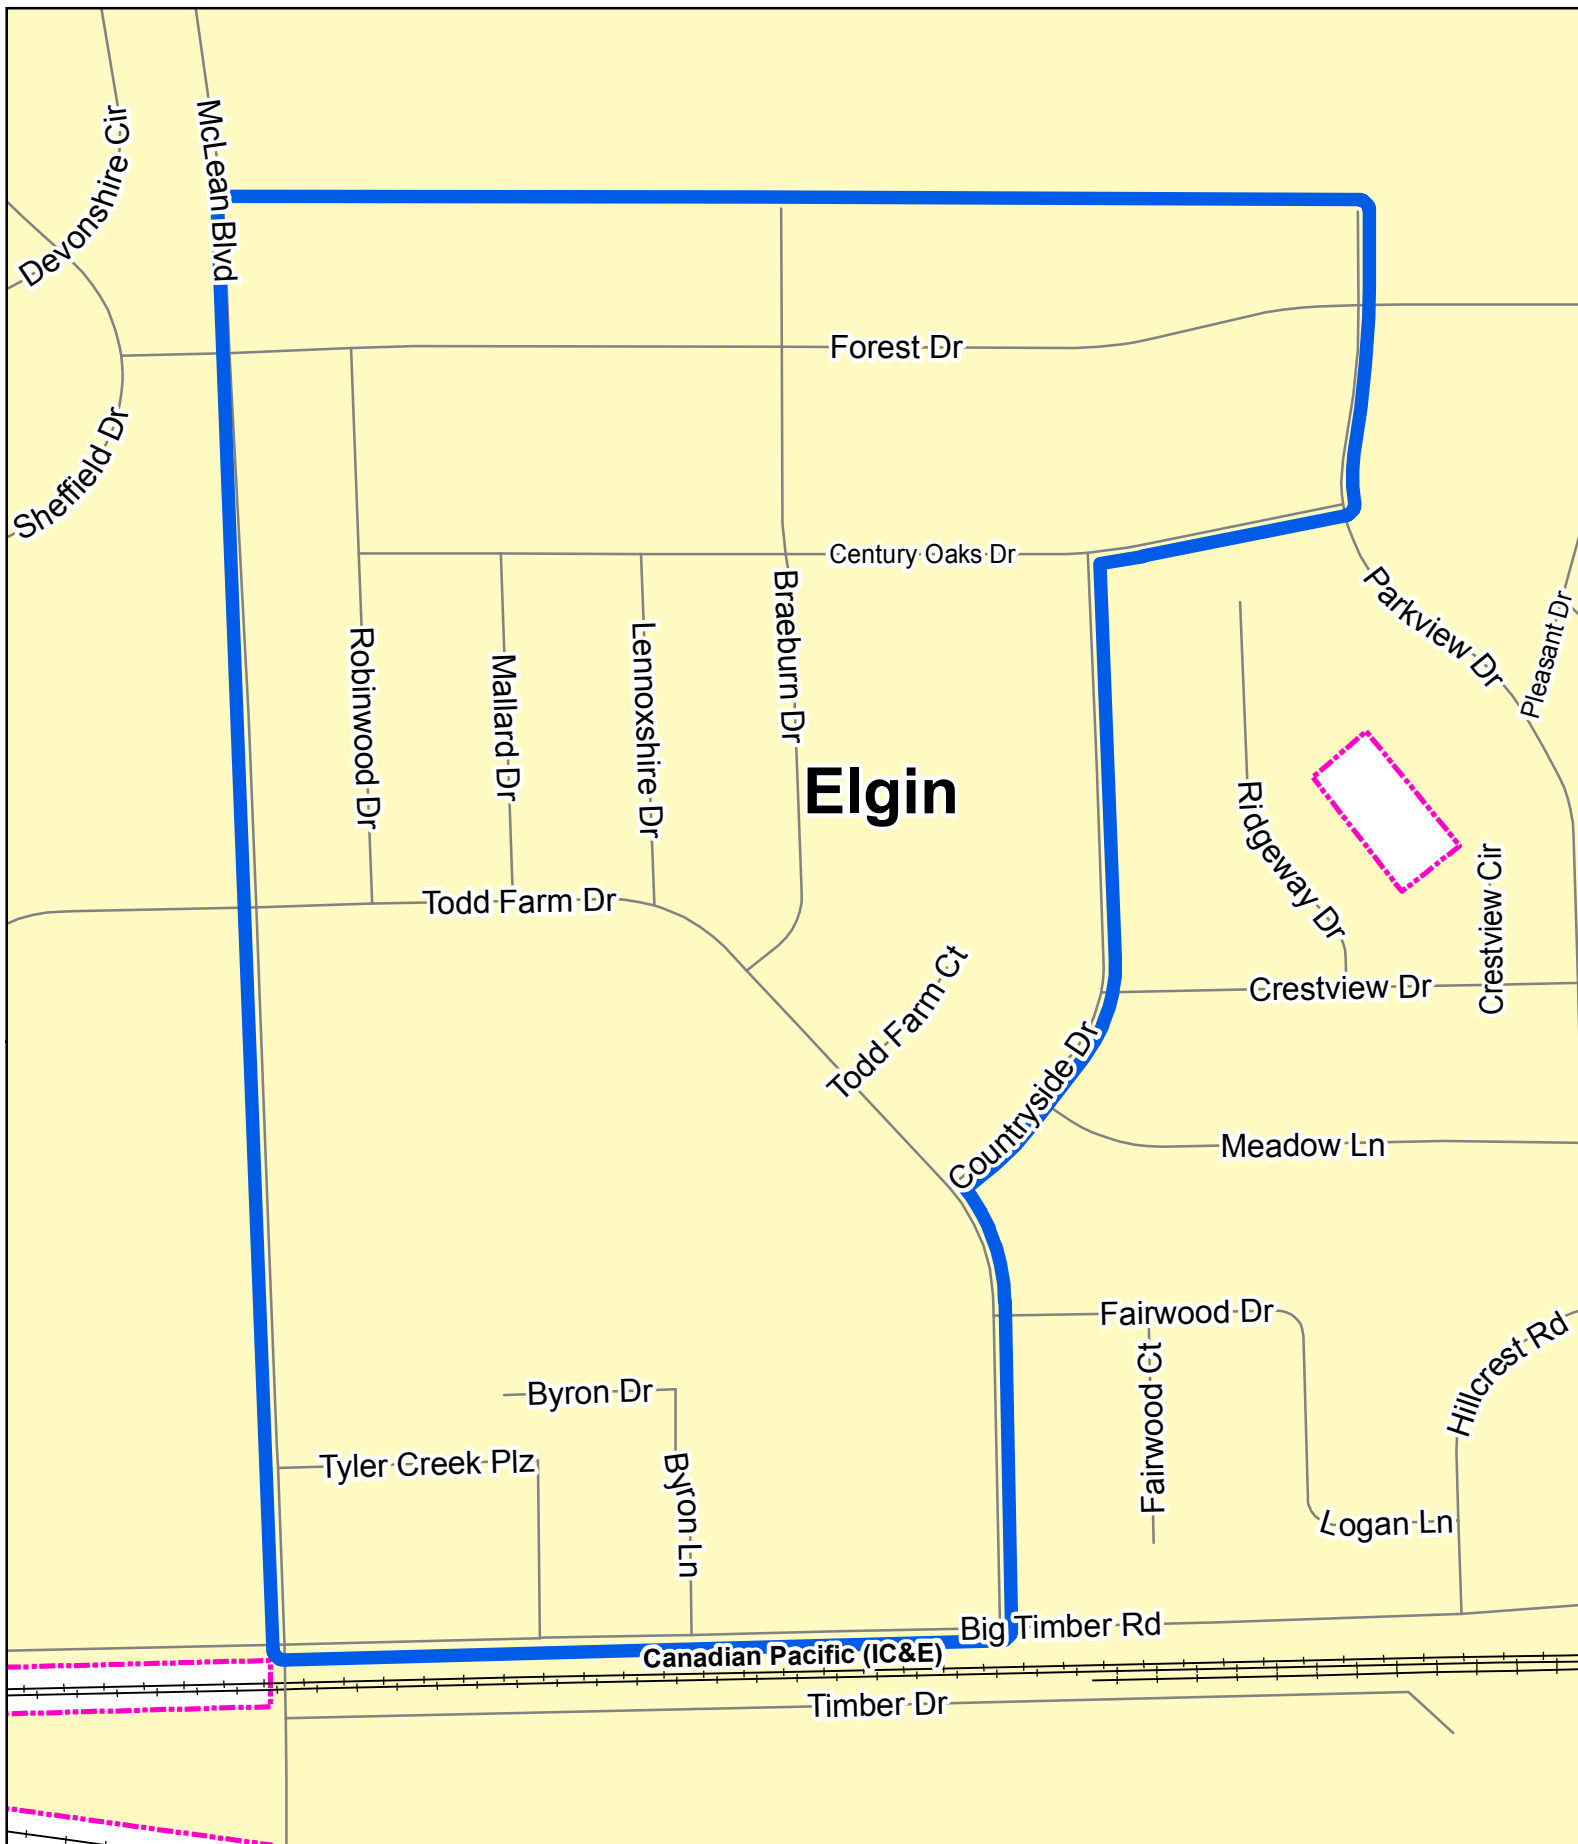 Devonshire Cir
McLean Blvd
Forest Dr
Sheffield Dr
Century Oaks Dr
Robinwood Dr
Mallard Dr
Lennoxshire Dr
Braeburn Dr
Parkview Dr
Pleasant Dr
Elgin
Ridgeway Dr
Crestview Cir
Todd Farm Dr
Todd Farm Ct
Crestview Dr
Countryside Dr
Meadow Ln
Fairwood Dr
Fairwood Ct
Hillcrest Rd
Byron Dr
Tyler Creek Plz
Byron Ln
Logan Ln
Big Timber Rd
Canadian Pacific (IC&E)
Timber Dr